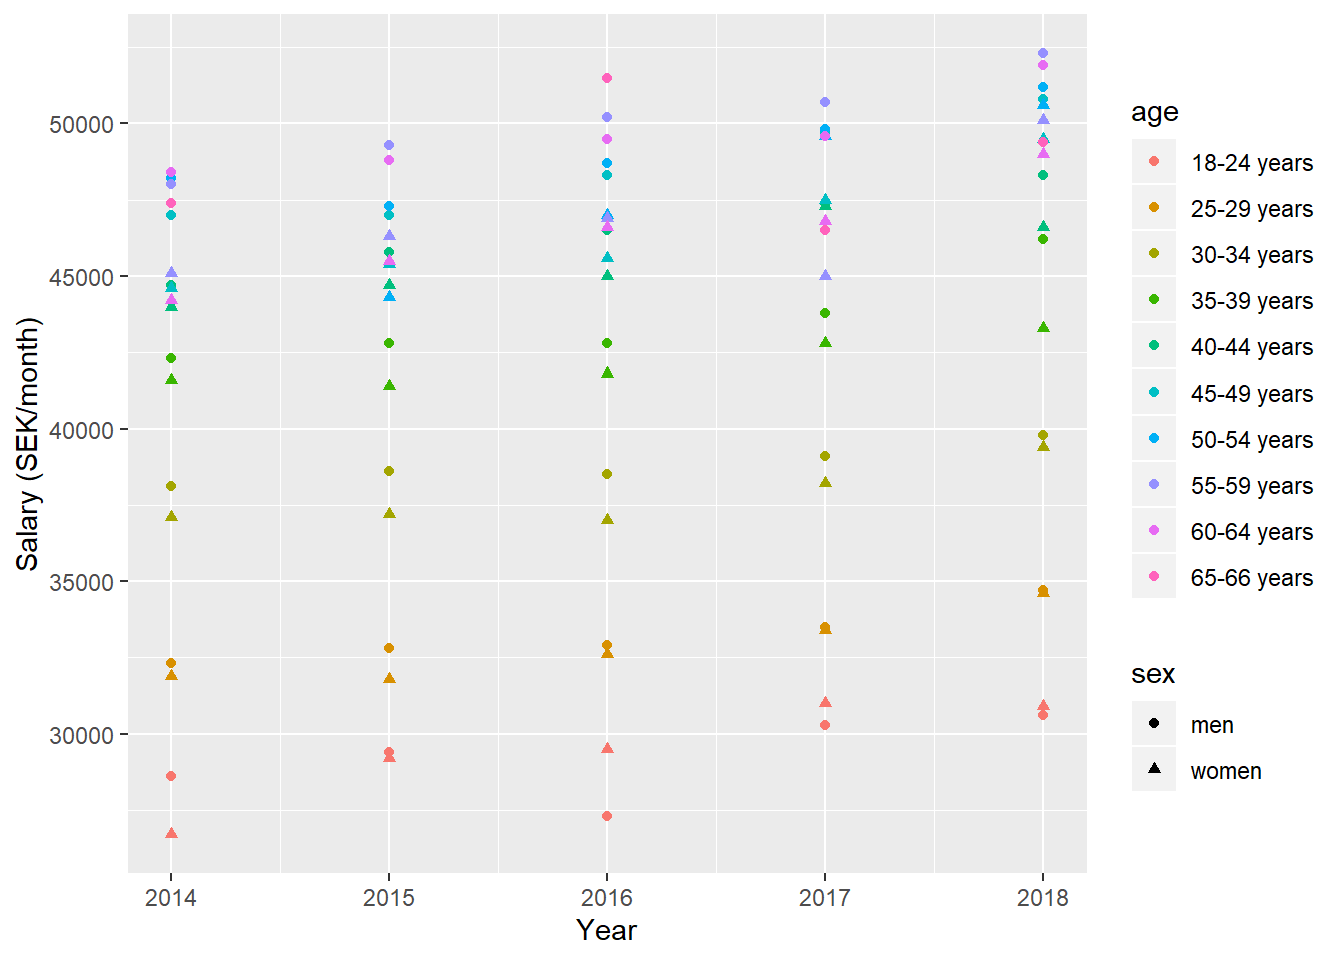 50000
45000
40000
35000
30000
Salary (SEK/month)
2014 2015 2016 2017 2018
Year
age
18-24 years
25-29 years
30-34 years
35-39 years
40-44 years
45-49 years
50-54 years
55-59 years
60-64 years
65-66 years
sex
men
women